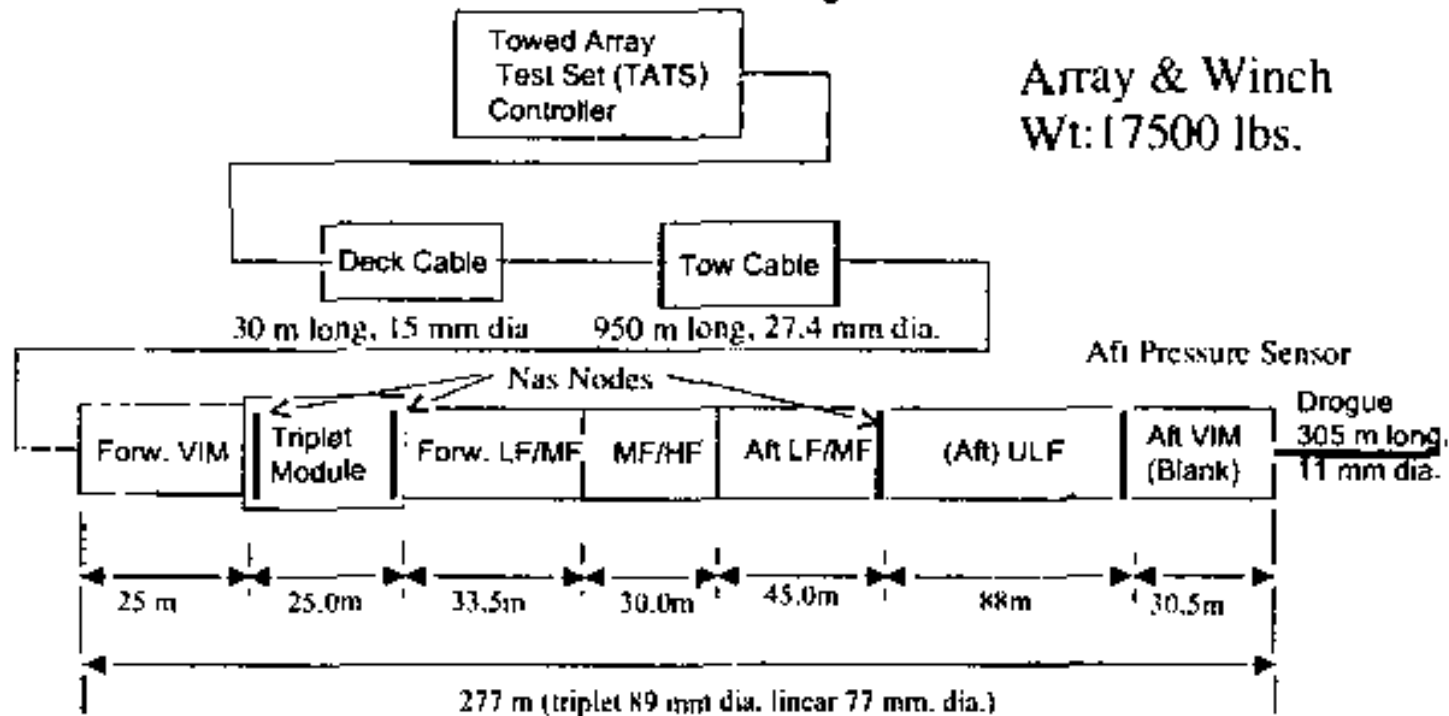 Towed Array
Test Set (TATS)
Controller
Array & Winch
Wt:17500 lbs.
Deck Cable
Tow Cable
30 m long, 15 mm dia
950 m long, 27.4 mm dia.
Aft Pressure Sensor
Nas Nodes
Drogue
305 m long,
11 mm dia.
Forw. VIM
Triplet
Module
Forw. LF/MF
MF/HF
Aft LF/MF
(Aft) ULF
Aft VIM
(Blank)
25 m
25.0m
33.5m
30.0m
45.0m
88m
30.5m
277 m (triplet 89 mm dia. linear 77 mm. dia.)